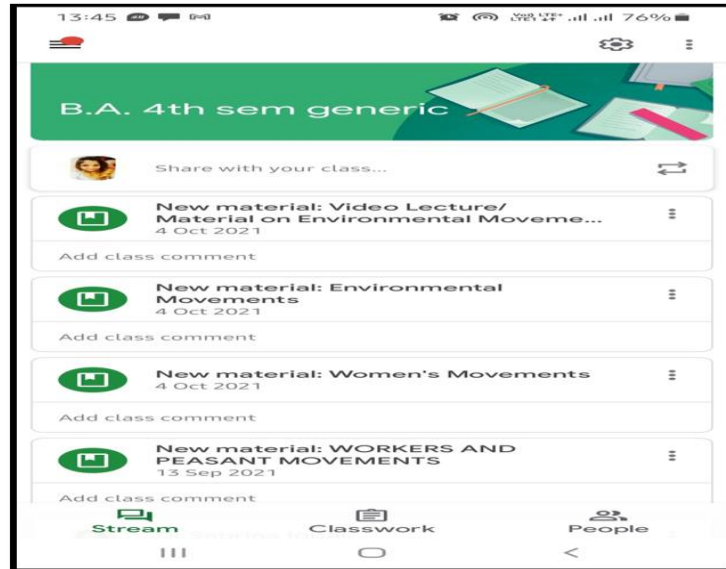 13:45
76%
B.A. 4th sem generic
Share with your class...
New material: Video Lecture/
Material on Environmental Moveme...
4 Oct 2021
Add class comment
New material: Environmental
Movements
4 Oct 2021
Add class comment
New material: Women's Movements
4 Oct 2021
Add class comment
New material: WORKERS AND
PEASANT MOVEMENTS
13 Sep 2021
Add class comment
Stream Classwork People